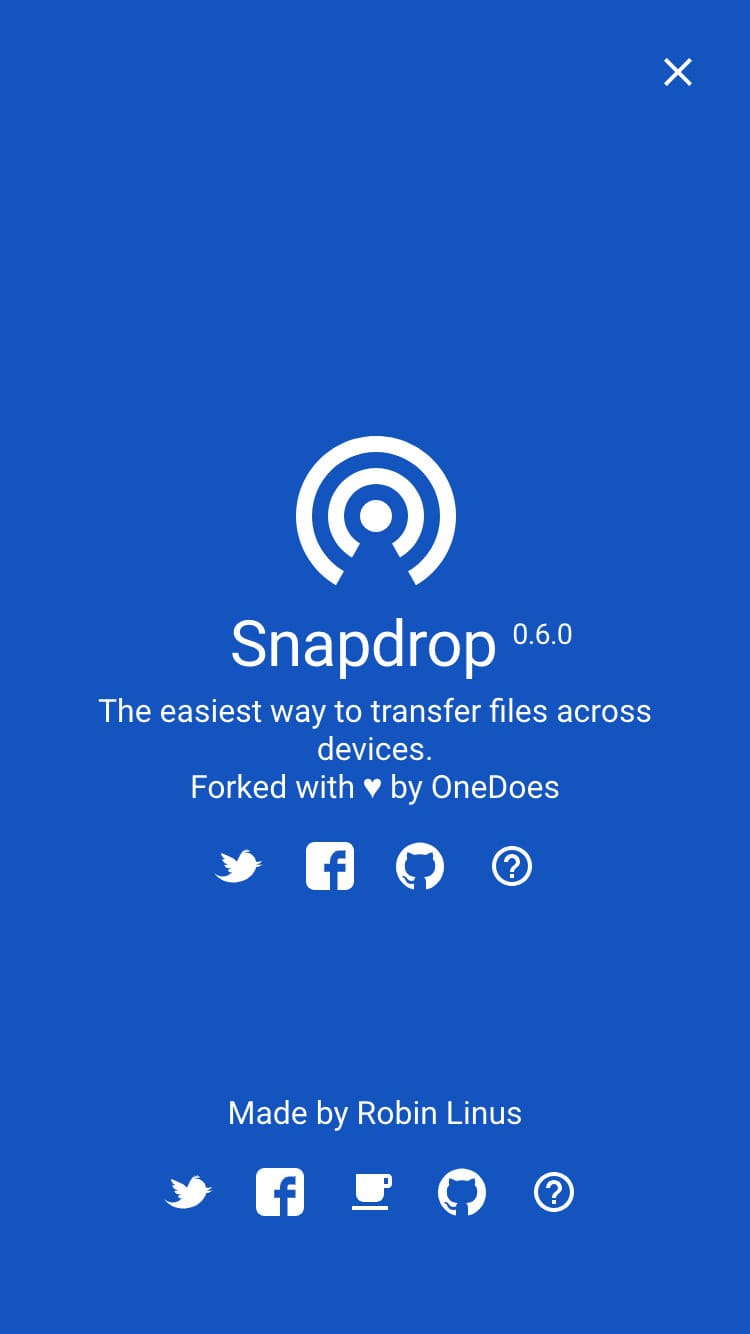 Snapdrop 0.6.0
The easiest way to transfer files across
devices.
Forked with ♥ by OneDoes
Made by Robin Linus